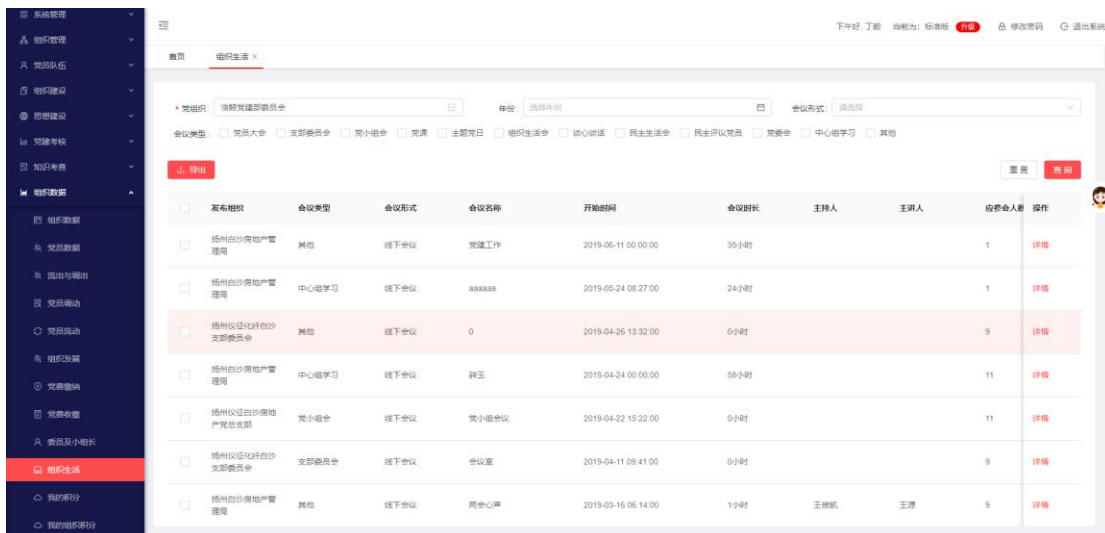 系统管理
组织管理
党员队伍
组织建设
思想建设
党建考核
知识考查
组织数据
组织数据
党员数据
流出与调出
党员调动
党员流动
组织发展
党费缴纳
党费收缴
委员及小组长
组织生活
我的积分
我的组织积分
下午好, 丁毅 当前为: 标准版 升级 修改密码 退出系统
首页 组织生活 ×
* 党组织: 党建部委员会 年份: 选择年份 会议形式: 请选择
会议类型: 党员大会 支部委员会 党小组会 党课 主题党日 组织生活会 谈心谈话 民主生活会 民主评议党员 党委会 中心组学习 其他
导出 重置 查询
发布组织 会议类型 会议形式 会议名称 开始时间 会议时长 主持人 主讲人 应参会人数 操作
扬州白沙房地产管理局 其他 线下会议 党建工作 2019-06-11 00:00:00 35小时 1 详情
扬州白沙房地产管理局 中心组学习 线下会议 aaaaaa 2019-05-24 08:27:00 24小时 1 详情
扬州仪征化纤白沙支部委员会 其他 线下会议 0 2019-04-26 13:32:00 0小时 9 详情
扬州白沙房地产管理局 中心组学习 线下会议 碎玉 2019-04-24 00:00:00 58小时 11 详情
扬州仪征白沙房地产党总支部 党小组会 线下会议 党小组会议 2019-04-22 15:22:00 0小时 11 详情
扬州仪征化纤白沙支部委员会 支部委员会 线下会议 会议室 2019-04-11 09:41:00 0小时 9 详情
扬州白沙房地产管理局 其他 线下会议 两会心声 2019-03-16 06:14:00 1小时 王俊凯 王源 9 详情